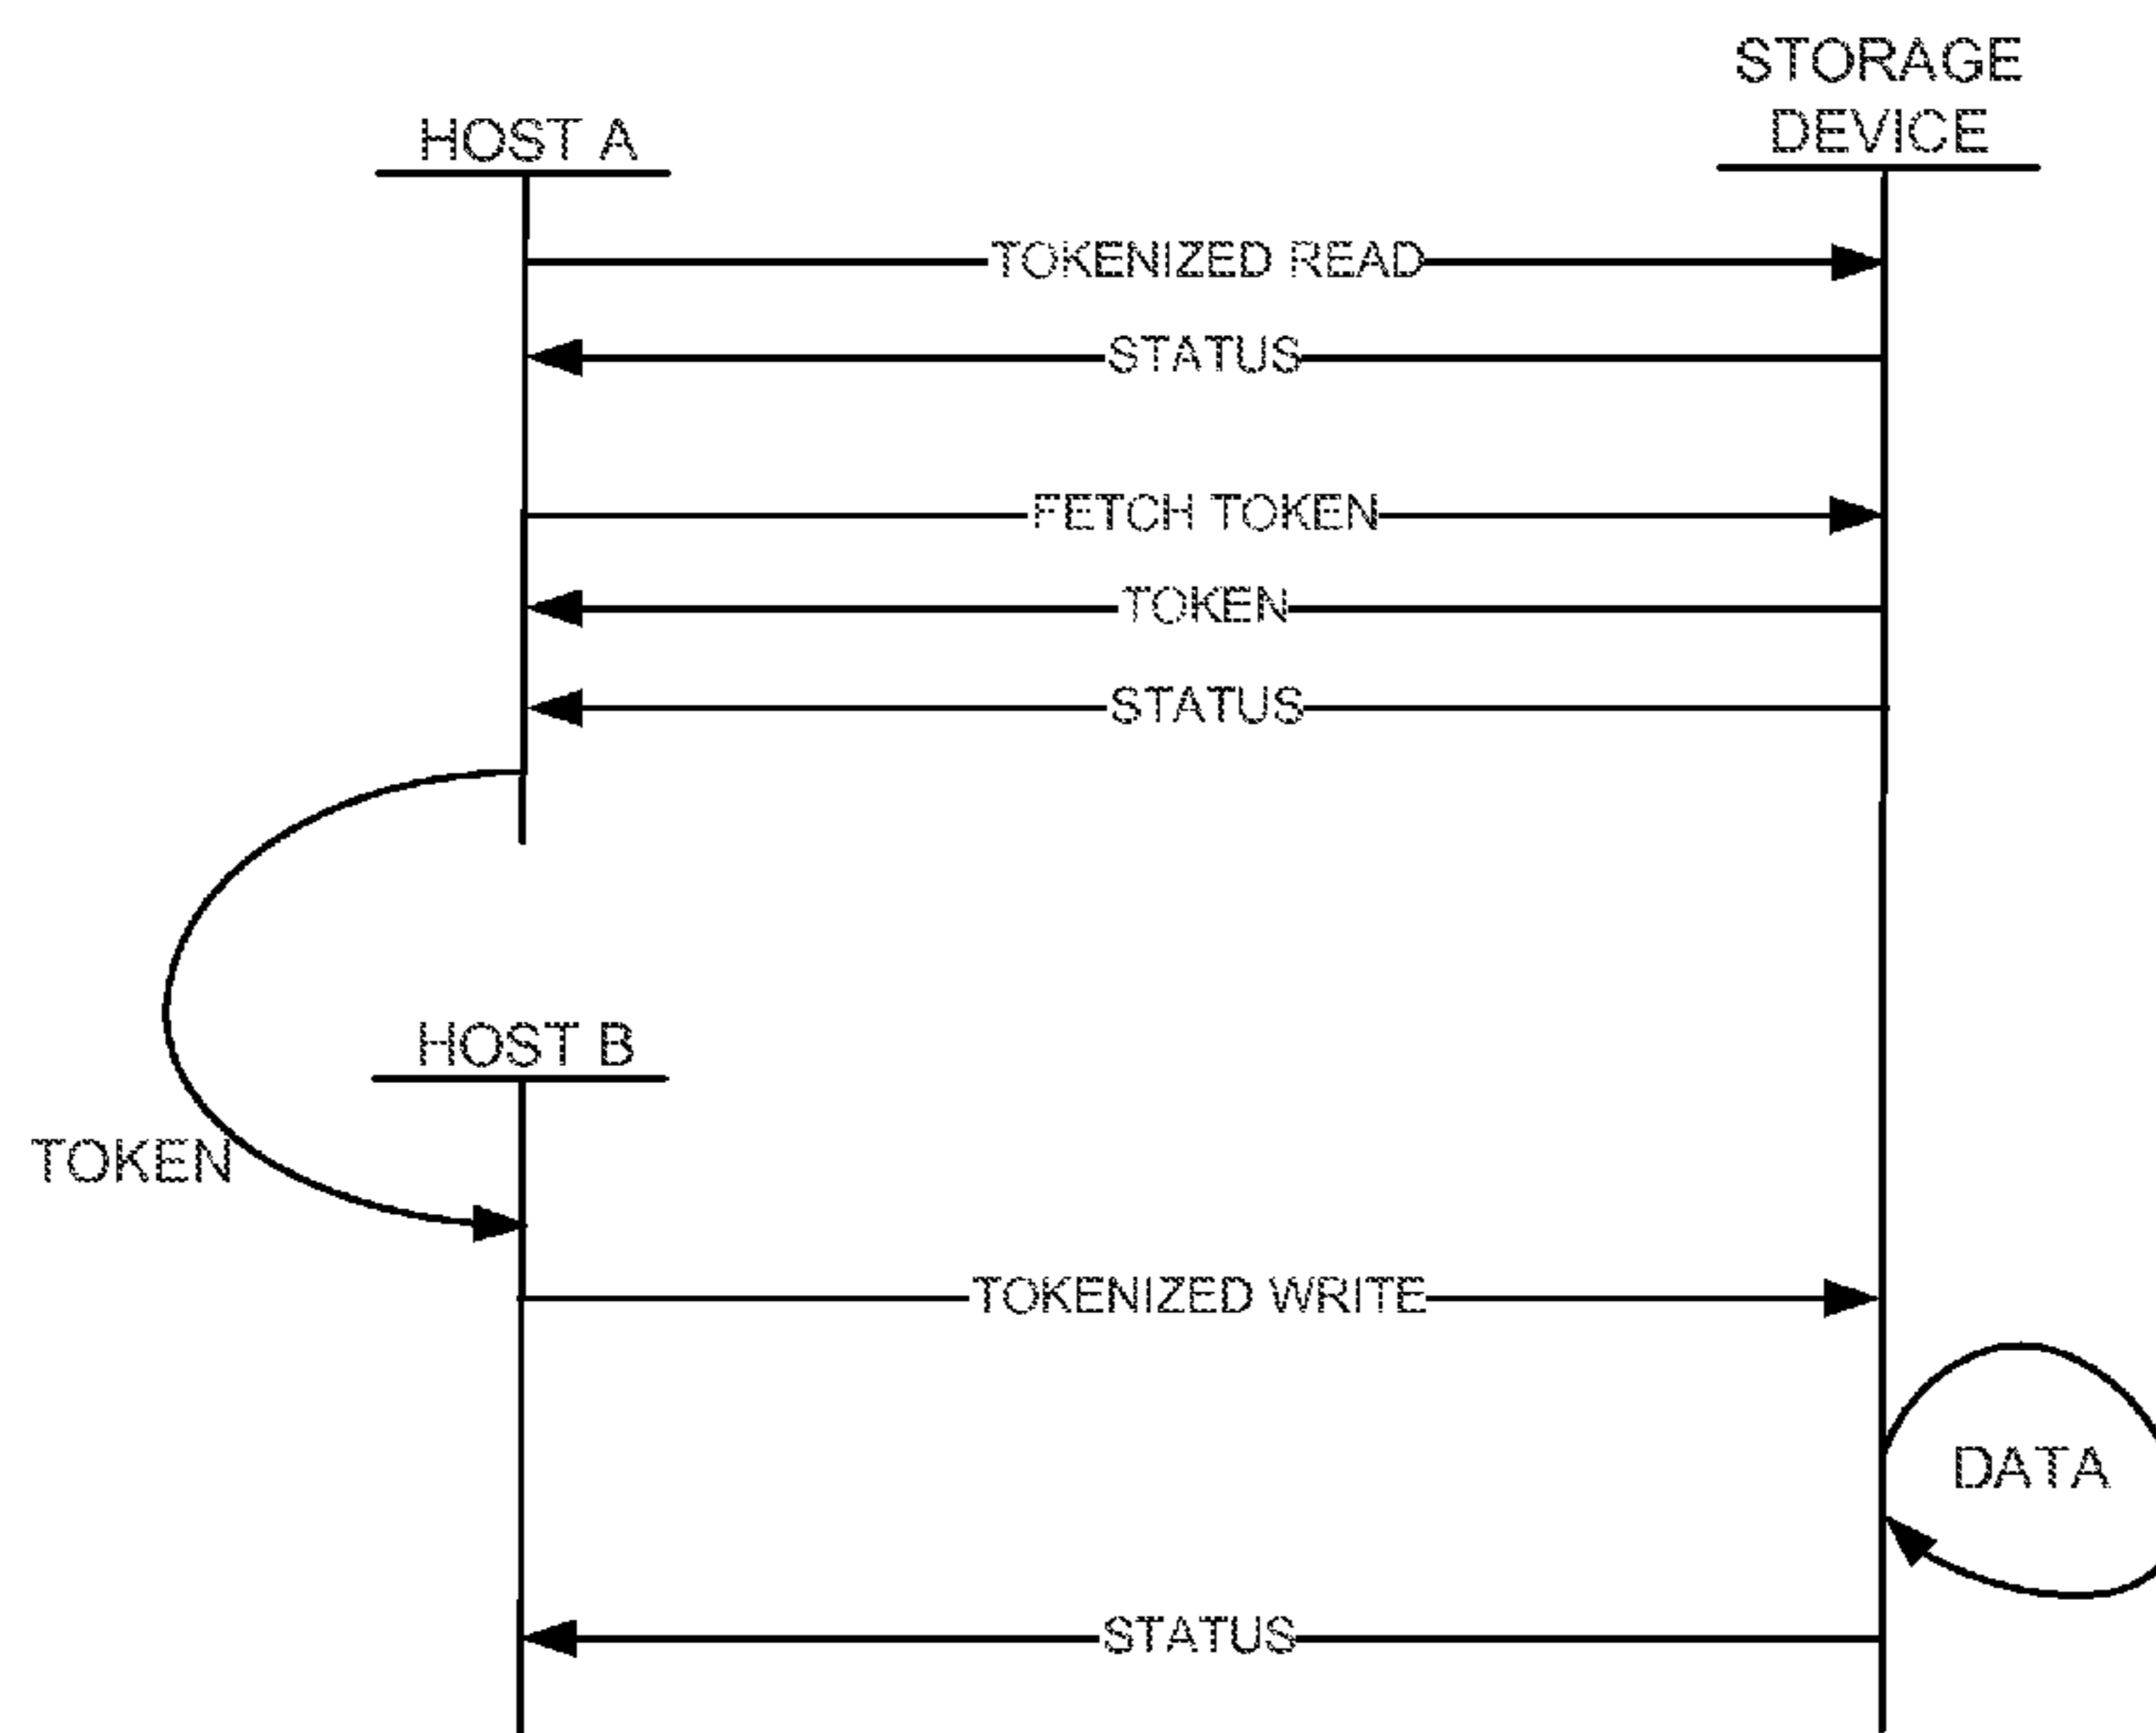 STORAGE
DEVICE
HOST A
TOKENIZED READ
STATUS
FETCH TOKEN
TOKEN
STATUS
HOST B
TOKEN
TOKENIZED WRITE
DATA
STATUS